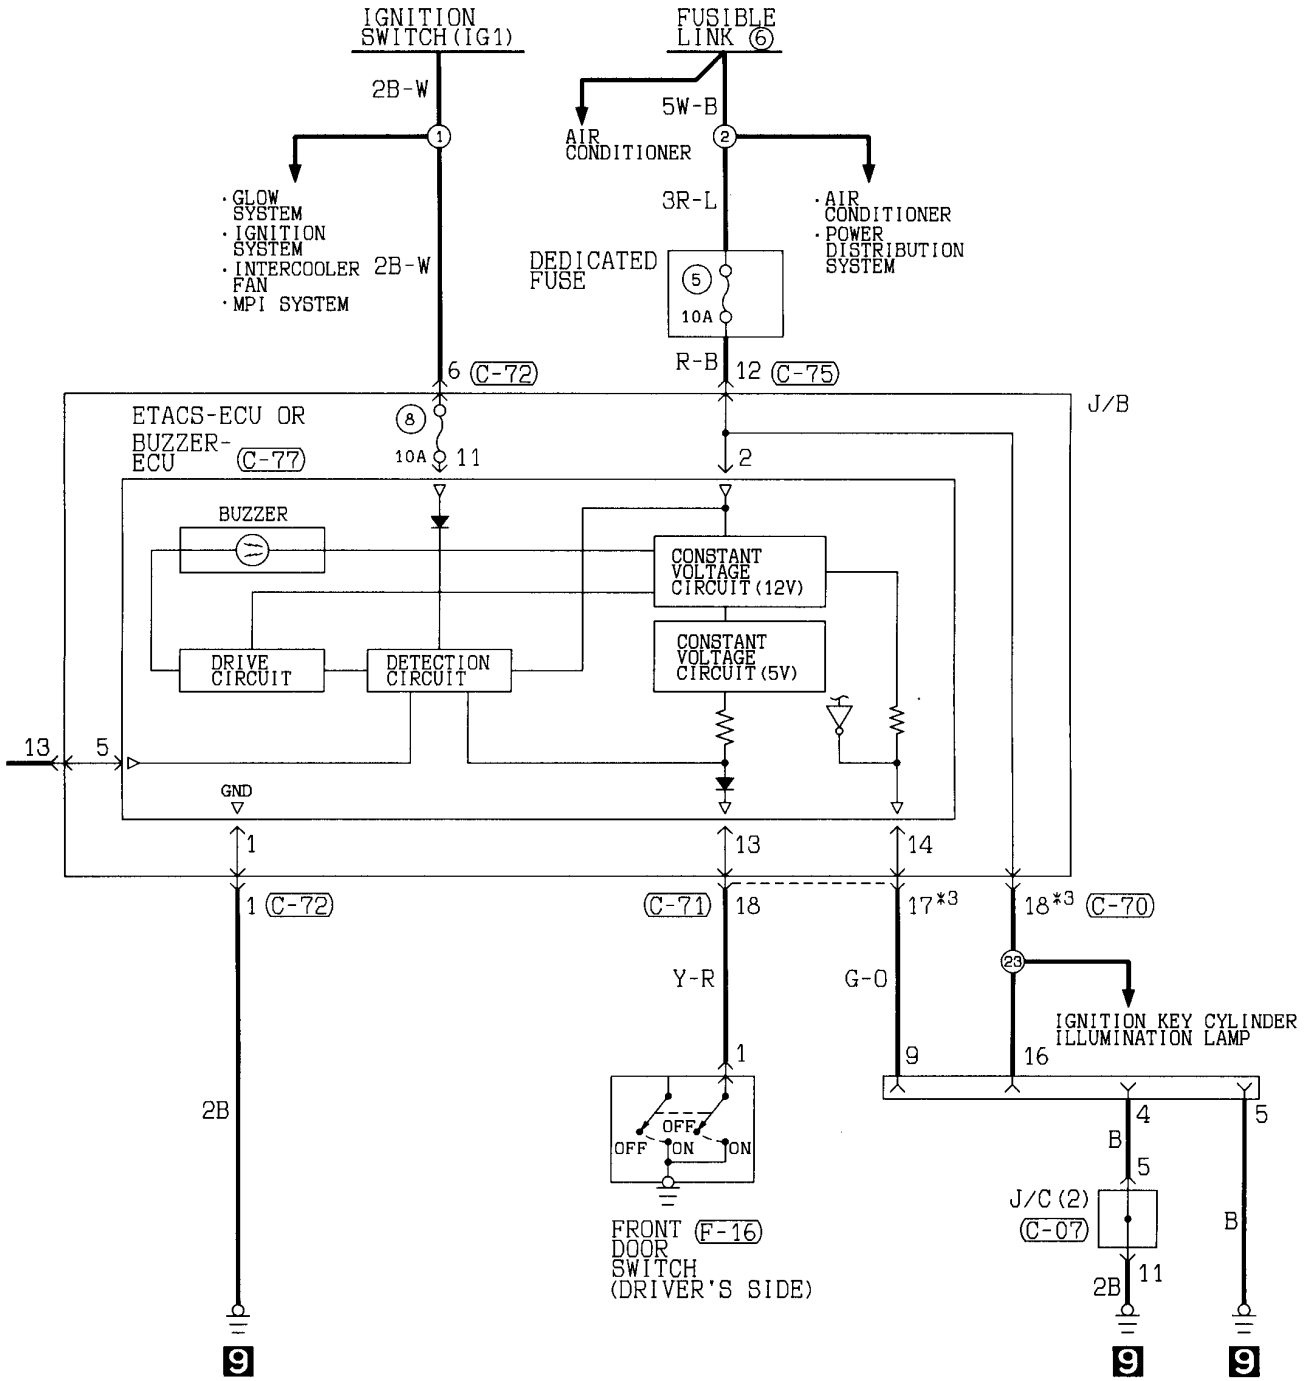 IGNITION
SWITCH(IG1)
FUSIBLE
LINK ⑥
2B-W
5W-B
1
2
AIR
CONDITIONER
·GLOW
SYSTEM
·IGNITION
SYSTEM
·INTERCOOLER
FAN
·MPI SYSTEM
2B-W
3R-L
·AIR
CONDITIONER
·POWER
DISTRIBUTION
SYSTEM
DEDICATED
FUSE
5
10A
R-B
6 C-72
12 C-75
J/B
ETACS-ECU OR
BUZZER-
ECU C-77
8
10A
11
2
BUZZER
CONSTANT
VOLTAGE
CIRCUIT(12V)
CONSTANT
VOLTAGE
CIRCUIT(5V)
DRIVE
CIRCUIT
DETECTION
CIRCUIT
13
5
GND
1
13
14
1 C-72
C-71 18
17*3
18*3 C-70
23
Y-R
G-O
IGNITION KEY CYLINDER
ILLUMINATION LAMP
1
9
16
2B
OFF
OFF
ON
ON
4
5
B
5
J/C(2)
C-07
B
11
2B
FRONT F-16
DOOR
SWITCH
(DRIVER'S SIDE)
9
9
9